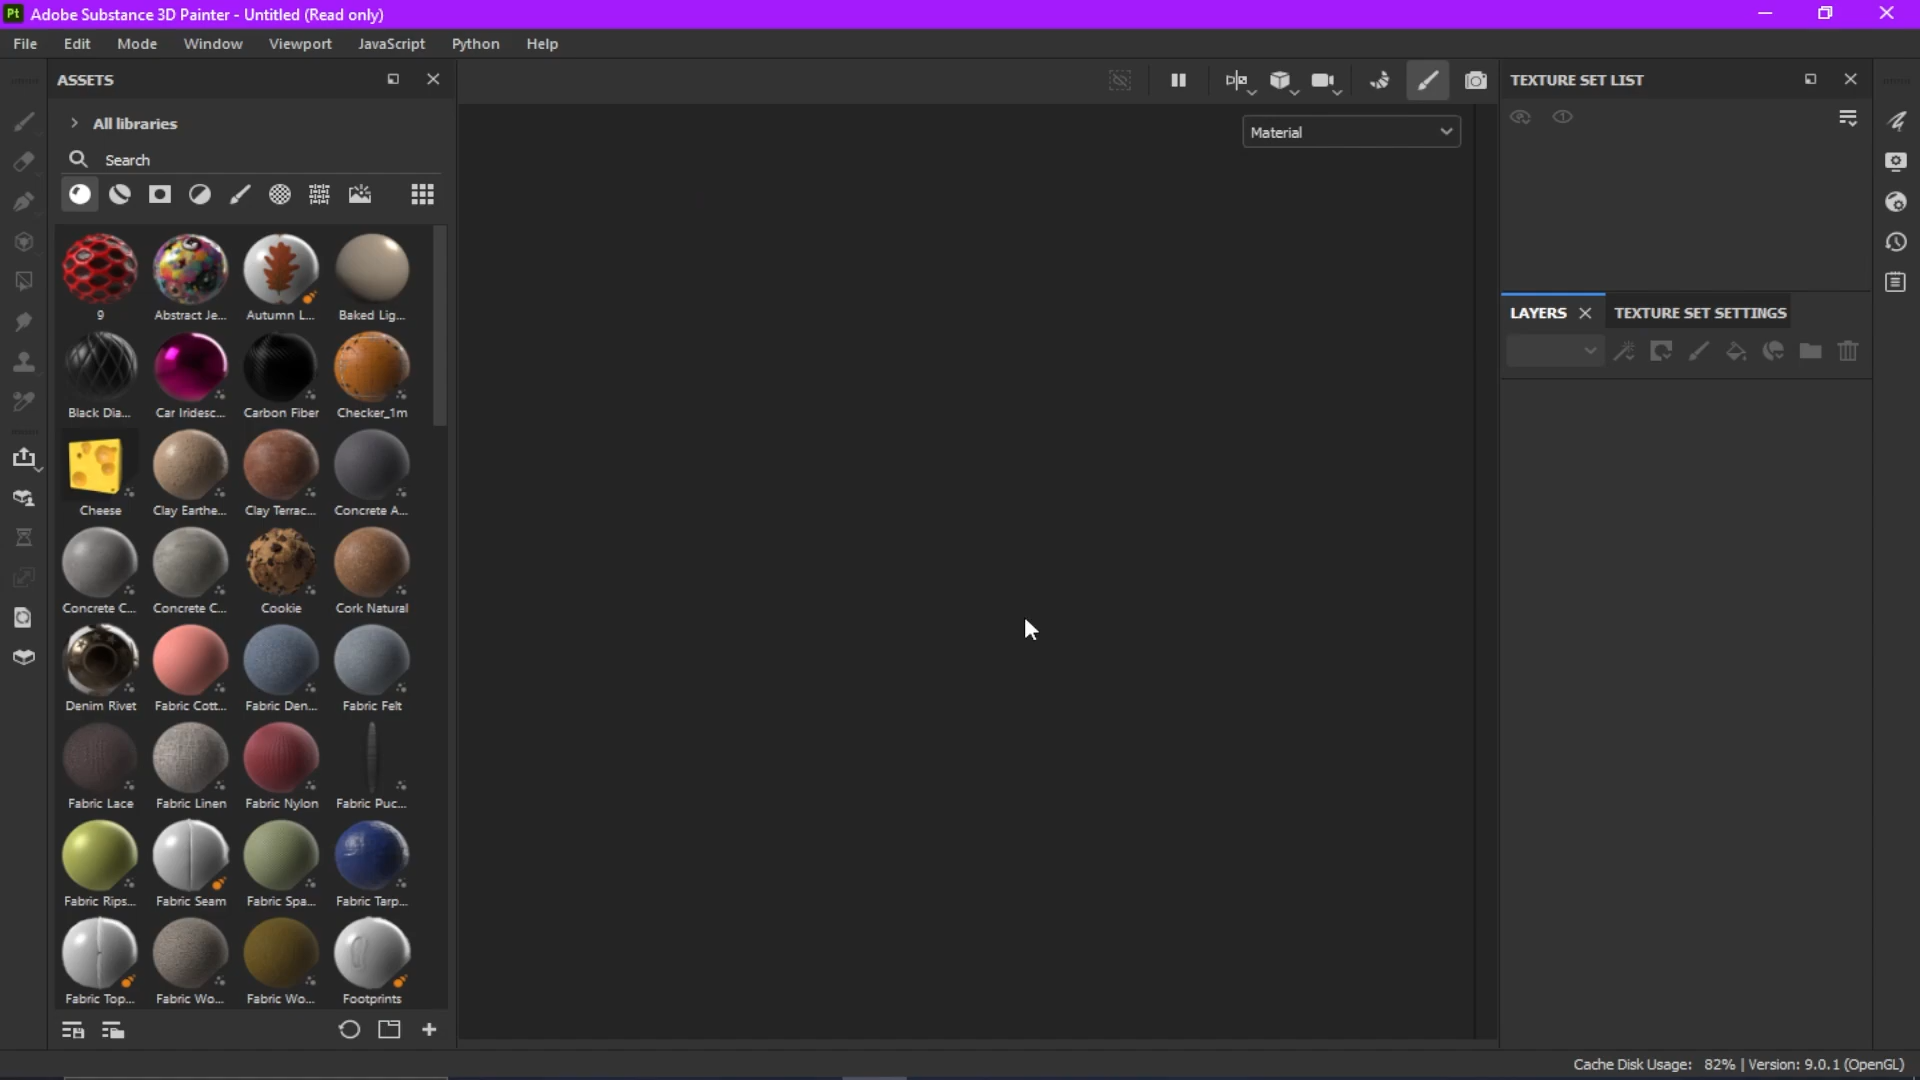 Pt Adobe Substance 3D Painter - Untitled (Read only)
File Edit Mode Window Viewport JavaScript Python Help
ASSETS
All libraries
Search
9 Abstract Je... Autumn L... Baked Lig...
Black Dia... Car Iridesc... Carbon Fiber Checker_1m
Cheese Clay Earthe... Clay Terrac... Concrete A...
Concrete C... Concrete C... Cookie Cork Natural
Denim Rivet Fabric Cott... Fabric Den... Fabric Felt
Fabric Lace Fabric Linen Fabric Nylon Fabric Puc...
Fabric Rips... Fabric Seam Fabric Spa... Fabric Tarp...
Fabric Top... Fabric Wo... Fabric Wo... Footprints
Material
TEXTURE SET LIST
LAYERS TEXTURE SET SETTINGS
Cache Disk Usage: 82% | Version: 9.0.1 (OpenGL)